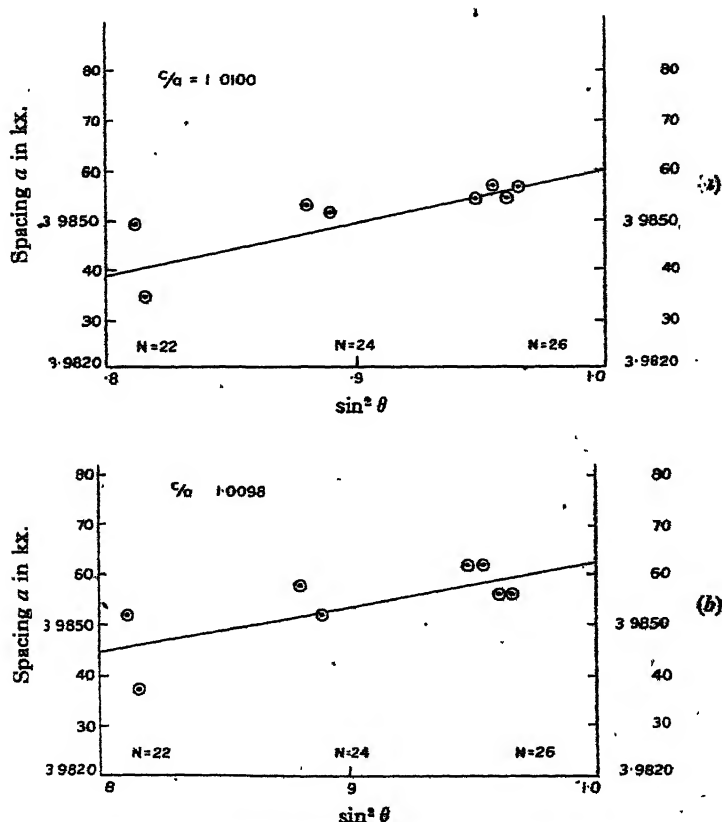 80 80
c/a = 1 0100
70 70
60 60
Spacing a in kx.
3 9850 3 9850
40 40
30 30
N=22 N=24 N=26
3·9820 3·9820
·8 ·9 1·0
sin² θ
80 80
c/a 1·0098
70 70
60 60
Spacing a in kx.
3 9850 3 9850
(b)
40 40
30 30
N=22 N=24 N=26
3 9820 3 9820
8 9 1·0
sin² θ